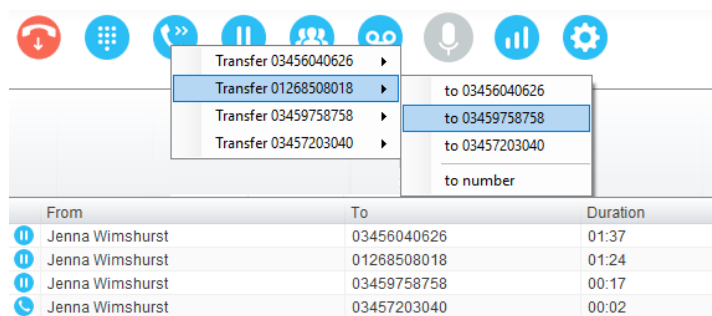 Transfer 03456040626
Transfer 01268508018
to 03456040626
Transfer 03459758758
to 03459758758
Transfer 03457203040
to 03457203040
to number
From To Duration
Jenna Wimshurst 03456040626 01:37
Jenna Wimshurst 01268508018 01:24
Jenna Wimshurst 03459758758 00:17
Jenna Wimshurst 03457203040 00:02